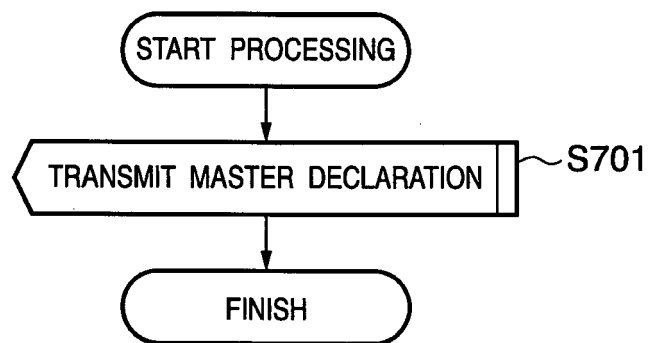 START PROCESSING
TRANSMIT MASTER DECLARATION
S701
FINISH